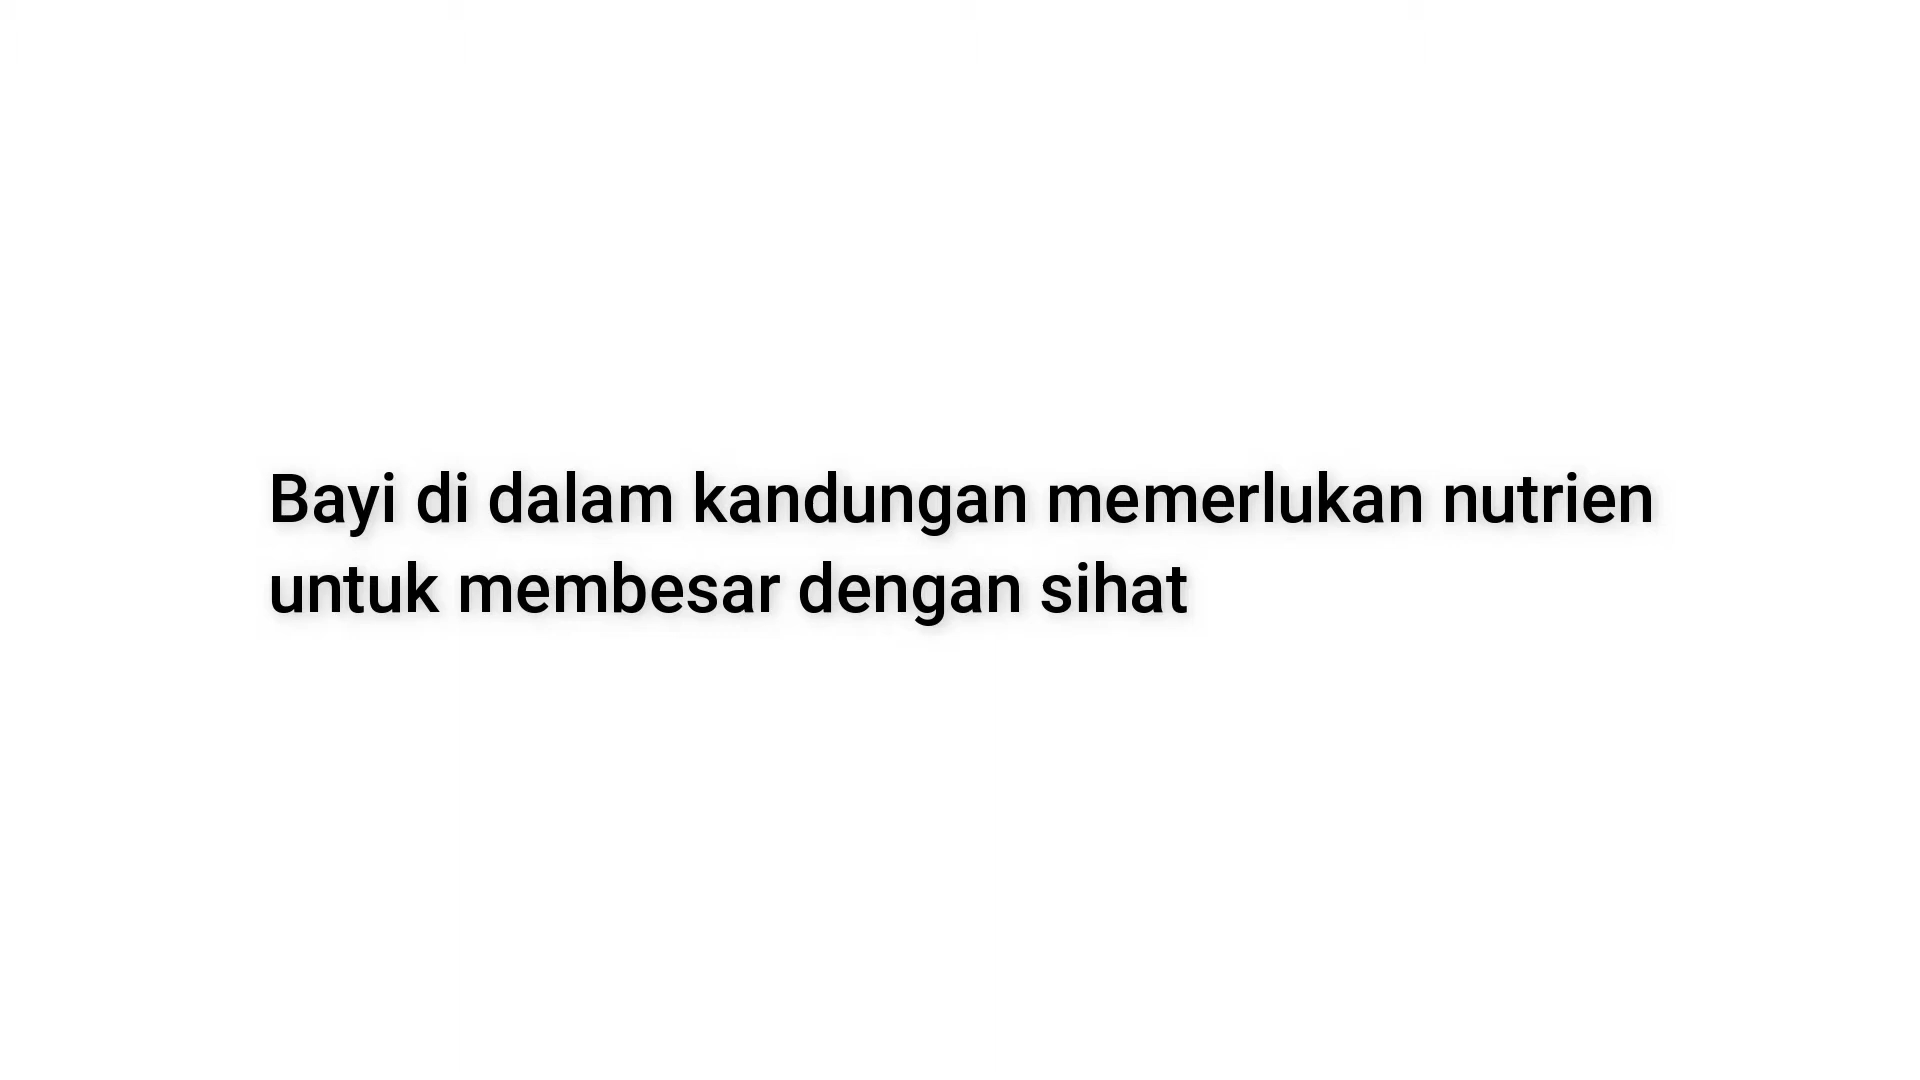 Bayi di dalam kandungan memerlukan nutrien
untuk membesar dengan sihat